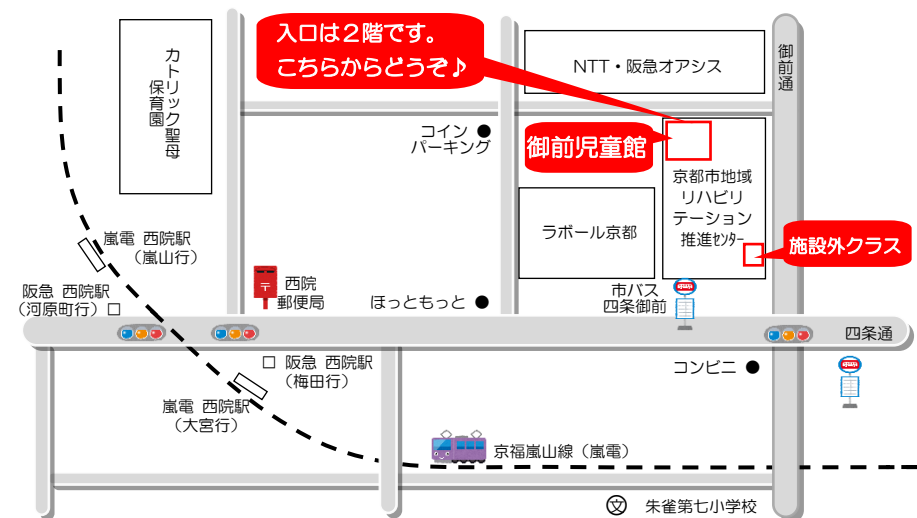 入口は２階です。
こちらからどうぞ♪
カトリック聖母
保育園
NTT・阪急オアシス
御前通
コイン ●
パーキング
御前児童館
京都市地域
リハビリ
テーション
推進ｾﾝﾀｰ
ラボール京都
施設外クラス
嵐電 西院駅
（嵐山行）
阪急 西院駅
（河原町行）□
〒
西院
郵便局
ほっともっと ●
市バス
四条御前
四条通
□ 阪急 西院駅
（梅田行）
コンビニ ●
嵐電 西院駅
（大宮行）
京福嵐山線（嵐電）
文 朱雀第七小学校